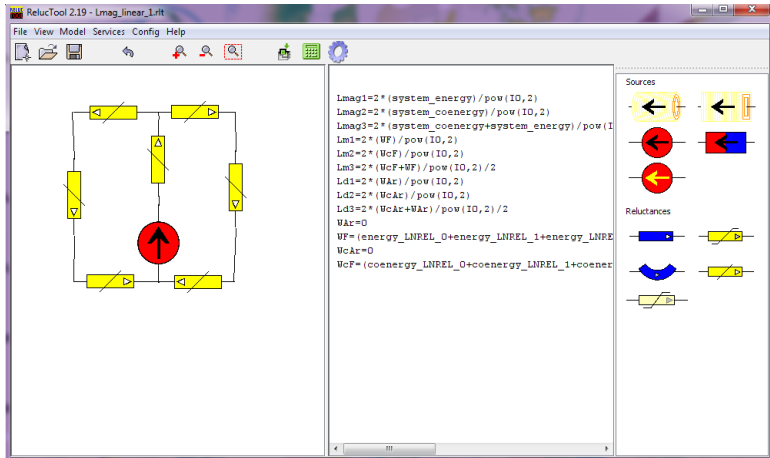 RelucTool 2.19 - Lmag_linear_1.rlt
File View Model Services Config Help
Lmag1=2*(system_energy)/pow(I0,2)
Lmag2=2*(system_coenergy)/pow(I0,2)
Lmag3=2*(system_coenergy+system_energy)/pow(I
Lm1=2*(WF)/pow(I0,2)
Lm2=2*(WcF)/pow(I0,2)
Lm3=2*(WcF+WF)/pow(I0,2)/2
Ld1=2*(WAr)/pow(I0,2)
Ld2=2*(WcAr)/pow(I0,2)
Ld3=2*(WcAr+WAr)/pow(I0,2)/2
WAr=0
WF=(energy_LNREL_0+energy_LNREL_1+energy_LNRE
WcAr=0
WcF=(coenergy_LNREL_0+coenergy_LNREL_1+coener
Sources
Reluctances